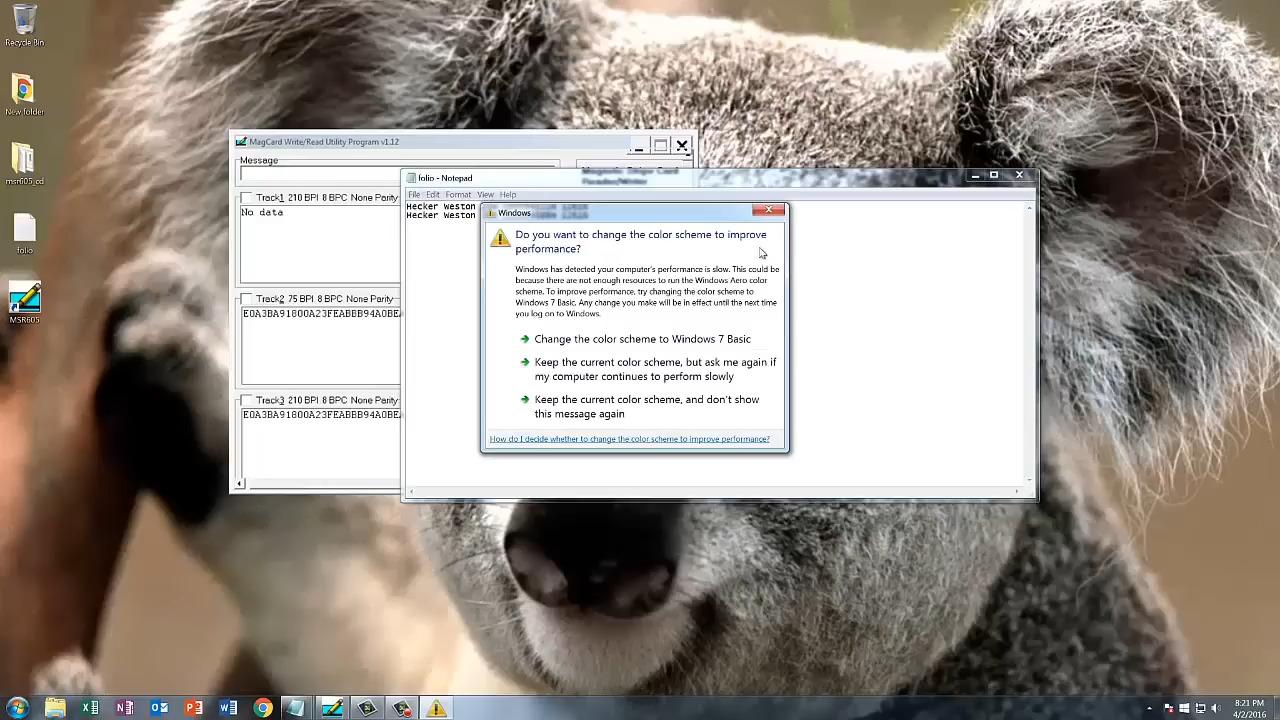 Recycle Bin
New folder
msr605_cd
folio
MSR605
MagCard Write/Read Utility Program v1.12
Message
Track1 210 BPI 8 BPC None Parity
No data
Track2 75 BPI 8 BPC None Parity
E0A3BA91800A23FEABBB94A0BEA
Track3 210 BPI 8 BPC None Parity
E0A3BA91800A23FEABBB94A0BEA
folio - Notepad
File Edit Format View Help
Hecker Weston
Hecker Weston
Windows
Do you want to change the color scheme to improve
performance?
Windows has detected your computer's performance is slow. This could be
because there are not enough resources to run the Windows Aero color
scheme. To improve performance, try changing the color scheme to
Windows 7 Basic. Any change you make will be in effect until the next time
you log on to Windows.
Change the color scheme to Windows 7 Basic
Keep the current color scheme, but ask me again if
my computer continues to perform slowly
Keep the current color scheme, and don't show
this message again
How do I decide whether to change the color scheme to improve performance?
8:21 PM
4/2/2016